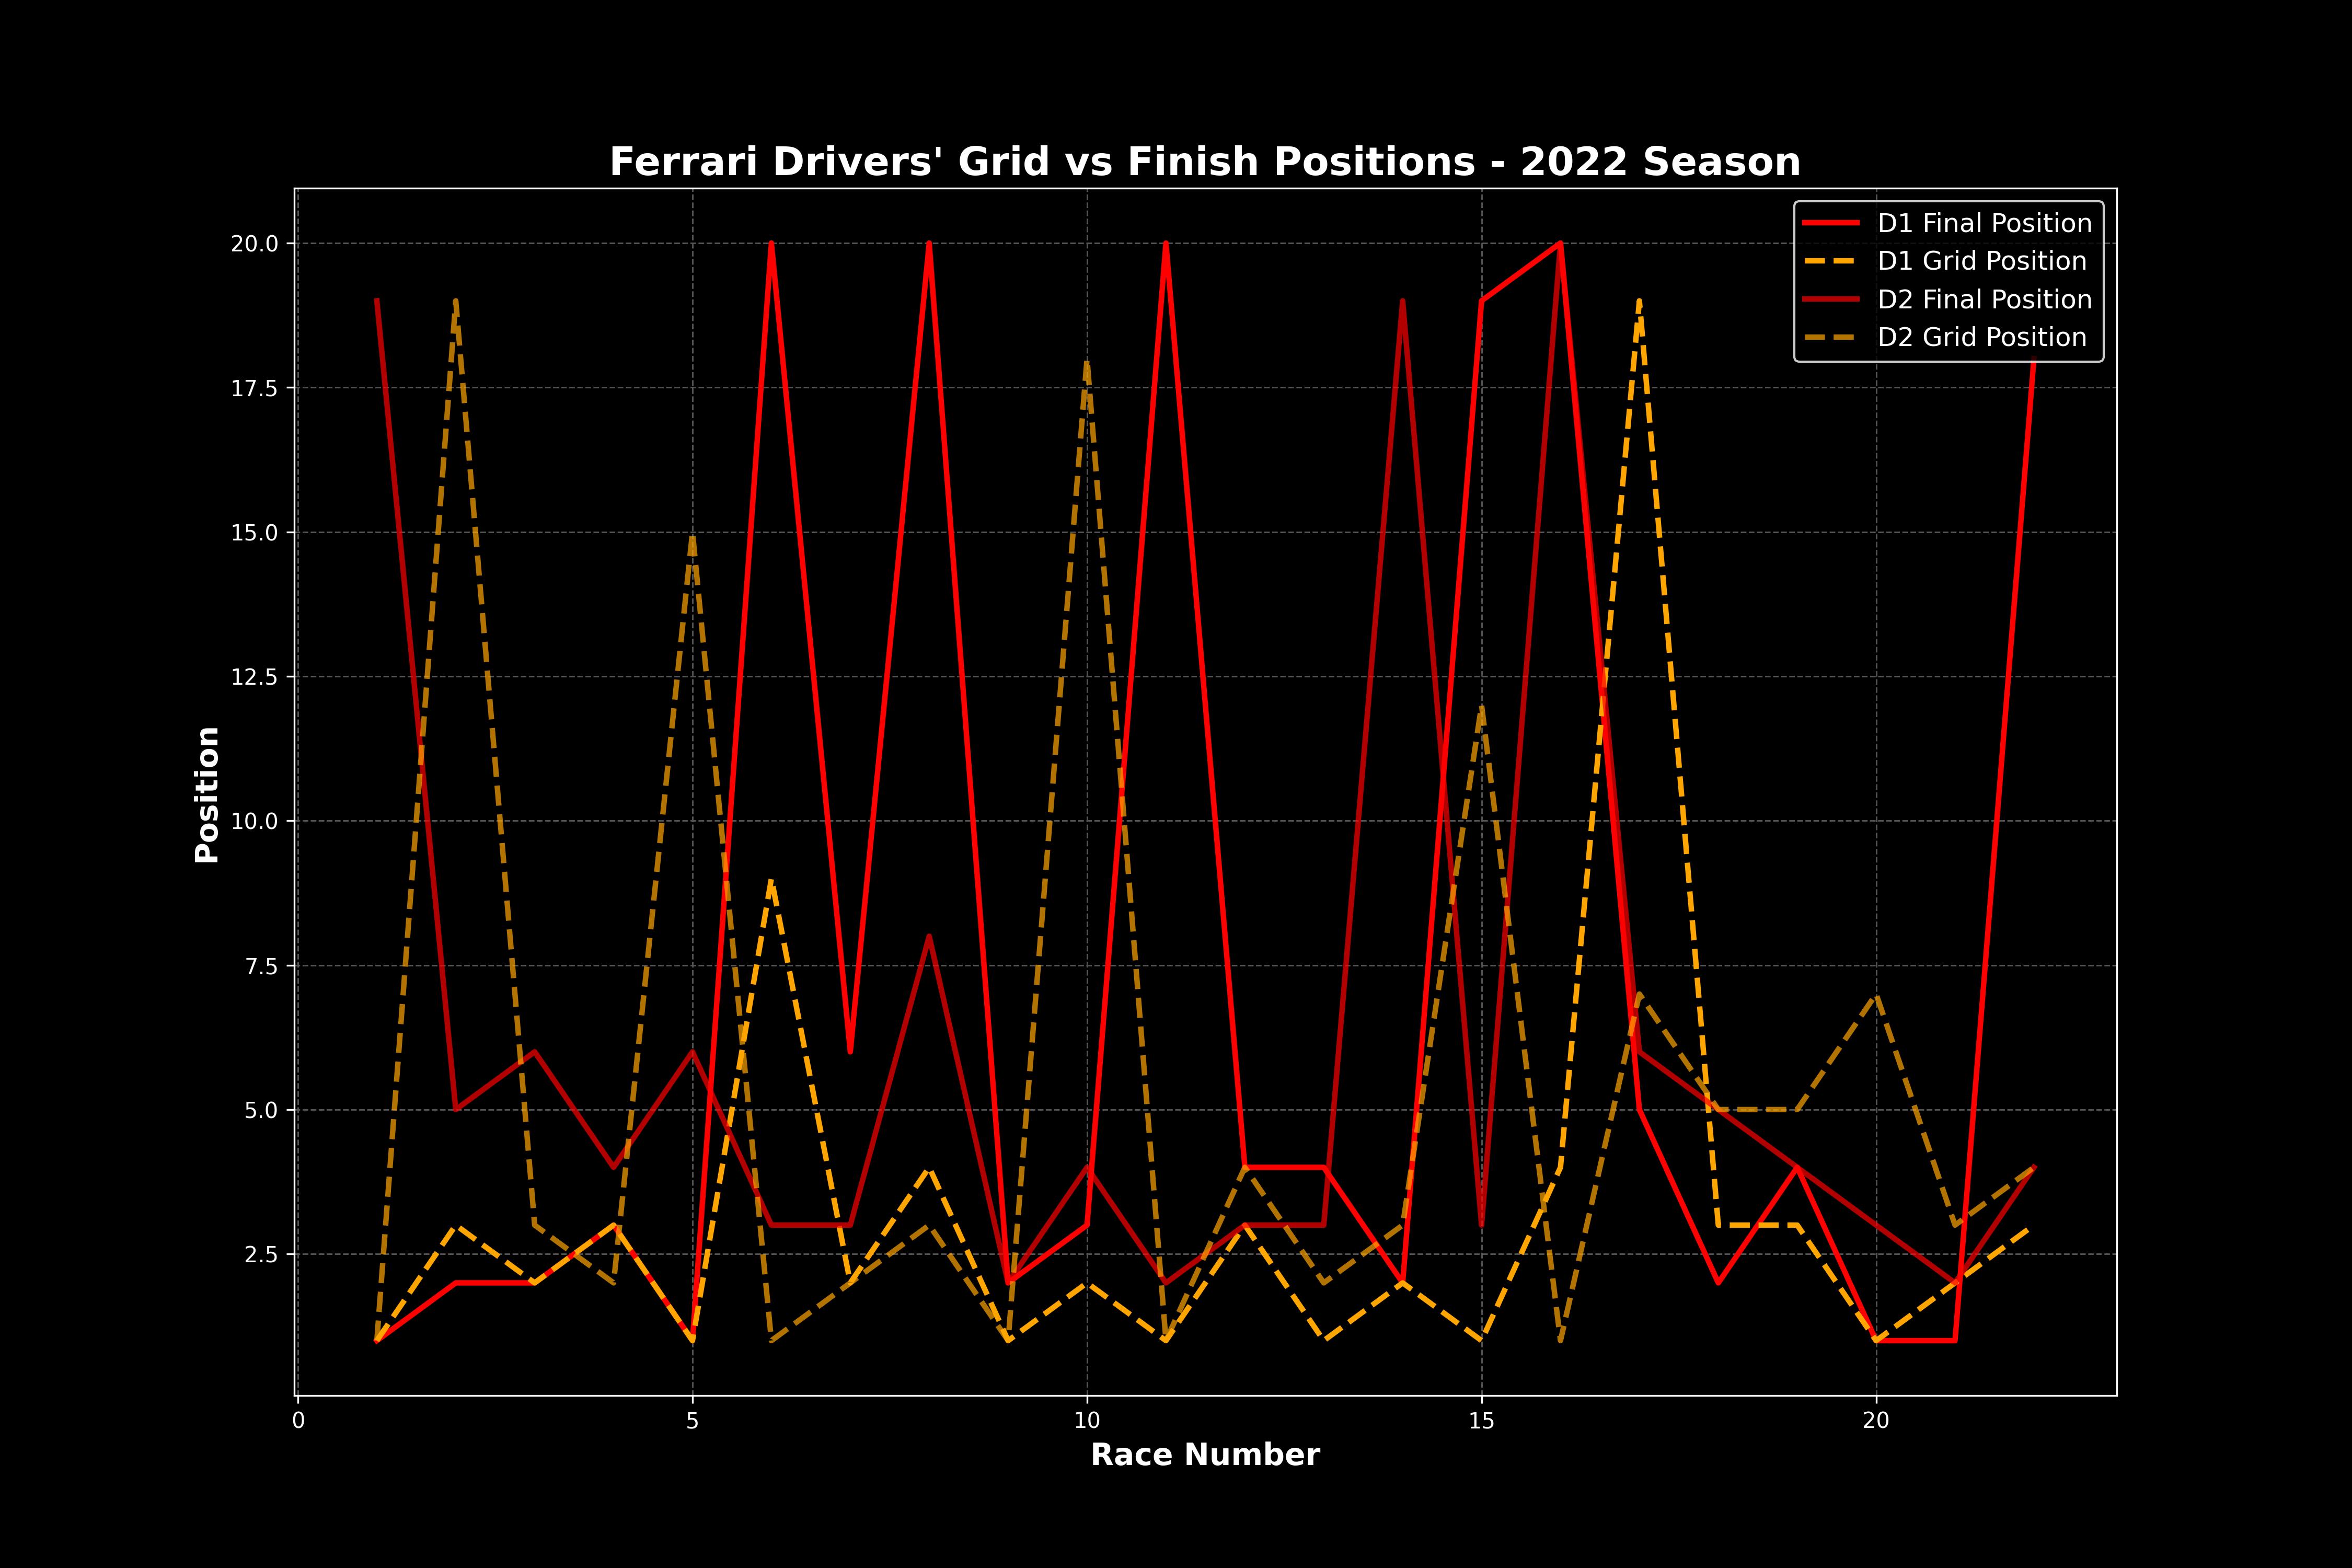 Ferrari Drivers' Grid vs Finish Positions - 2022 Season
D1 Final Position
D1 Grid Position
D2 Final Position
D2 Grid Position
20.0
17.5
15.0
12.5
10.0
7.5
5.0
2.5
Position
0 5 10 15 20
Race Number